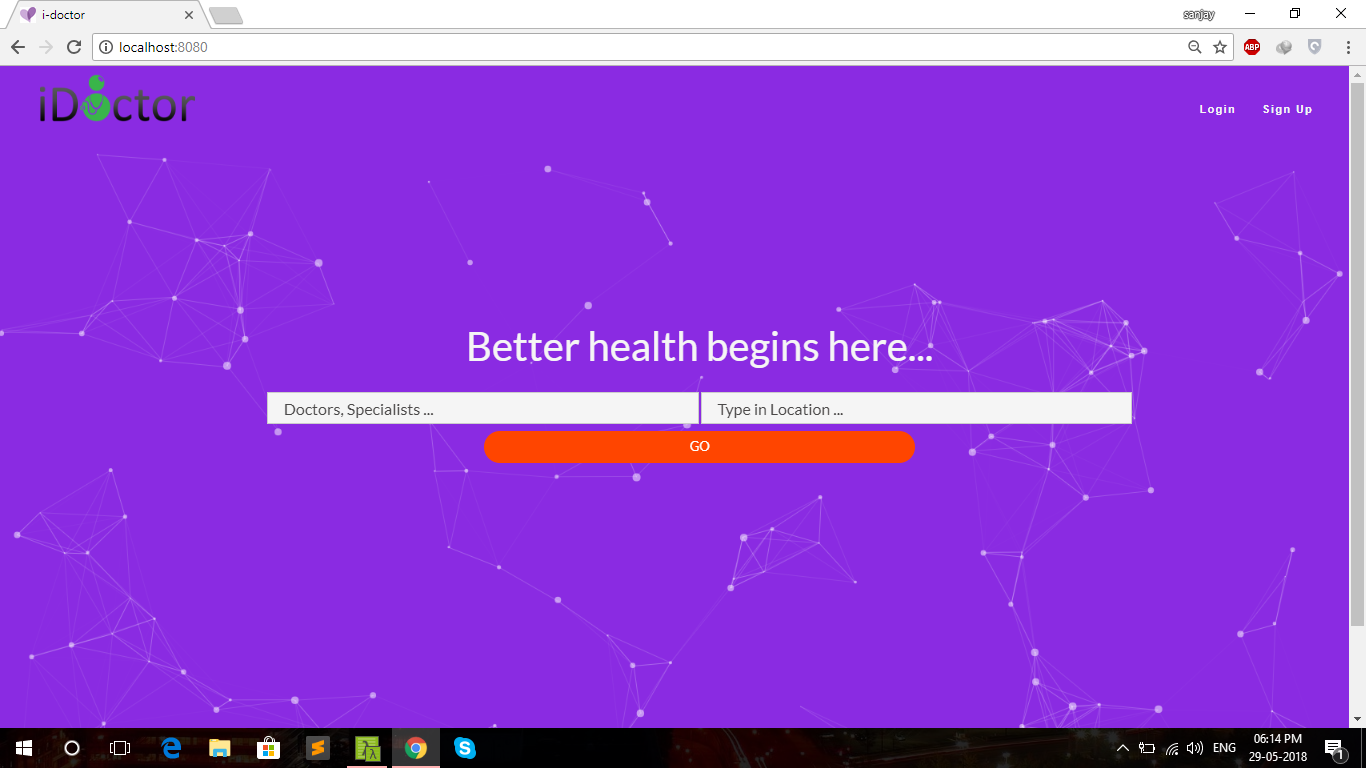 i-doctor
sanjay
localhost:8080
ABP
iDoctor
Login
Sign Up
Better health begins here...
Doctors, Specialists ...
Type in Location ...
GO
06:14 PM
ENG
29-05-2018
1